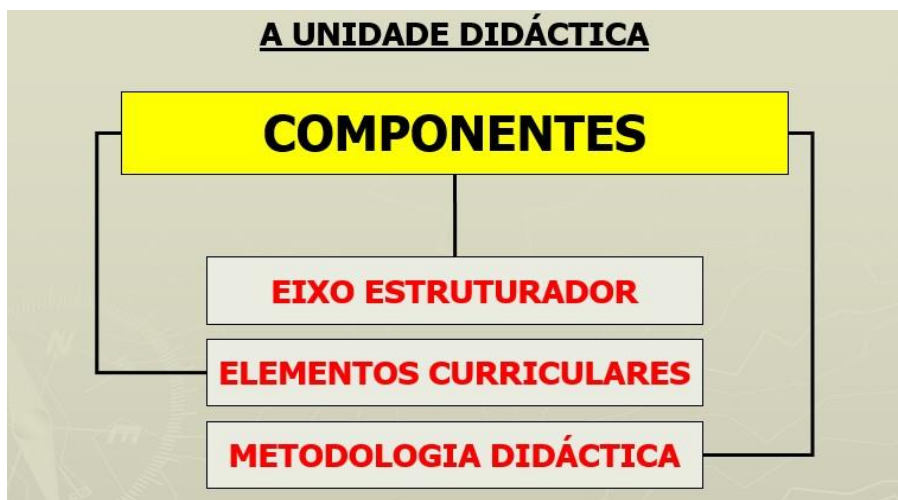 A UNIDADE DIDÁCTICA
COMPONENTES
EIXO ESTRUTURADOR
ELEMENTOS CURRICULARES
METODOLOGIA DIDÁCTICA
N